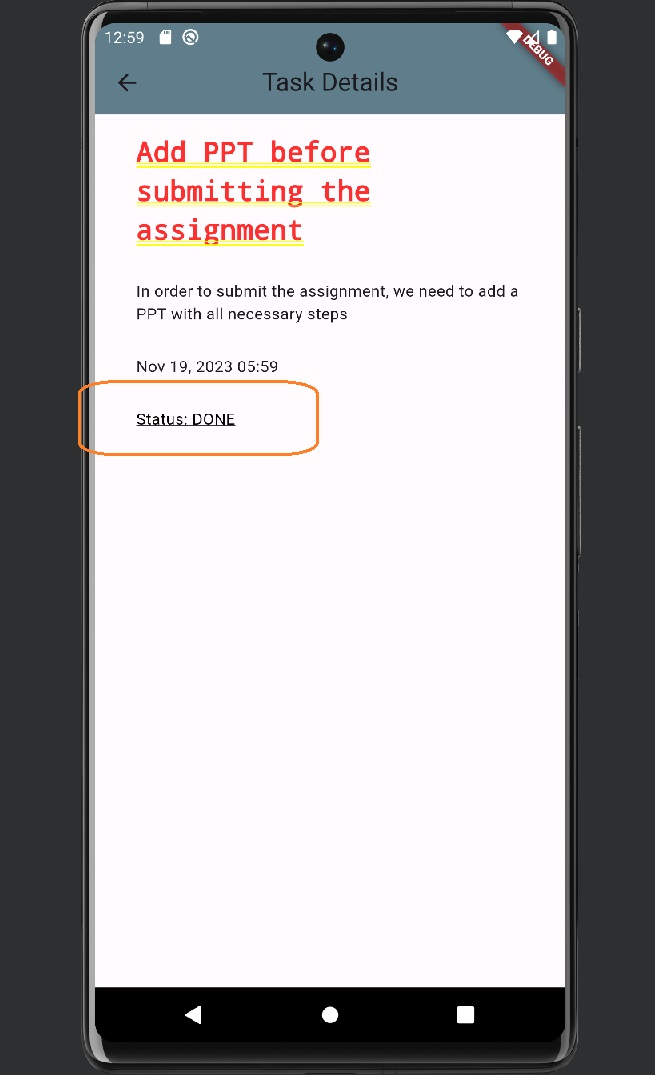 12:59
DEBUG
Task Details
Add PPT before
submitting the
assignment
In order to submit the assignment, we need to add a
PPT with all necessary steps
Nov 19, 2023 05:59
Status: DONE